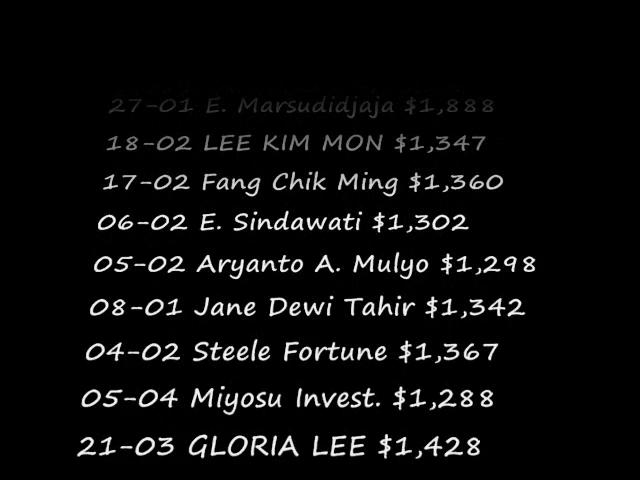 27-01 E. Marsudidjaja $1,888
18-02 LEE KIM MON $1,347
17-02 Fang Chik Ming $1,360
06-02 E. Sindawati $1,302
05-02 Aryanto A. Mulyo $1,298
08-01 Jane Dewi Tahir $1,342
04-02 Steele Fortune $1,367
05-04 Miyosu Invest. $1,288
21-03 GLORIA LEE $1,428